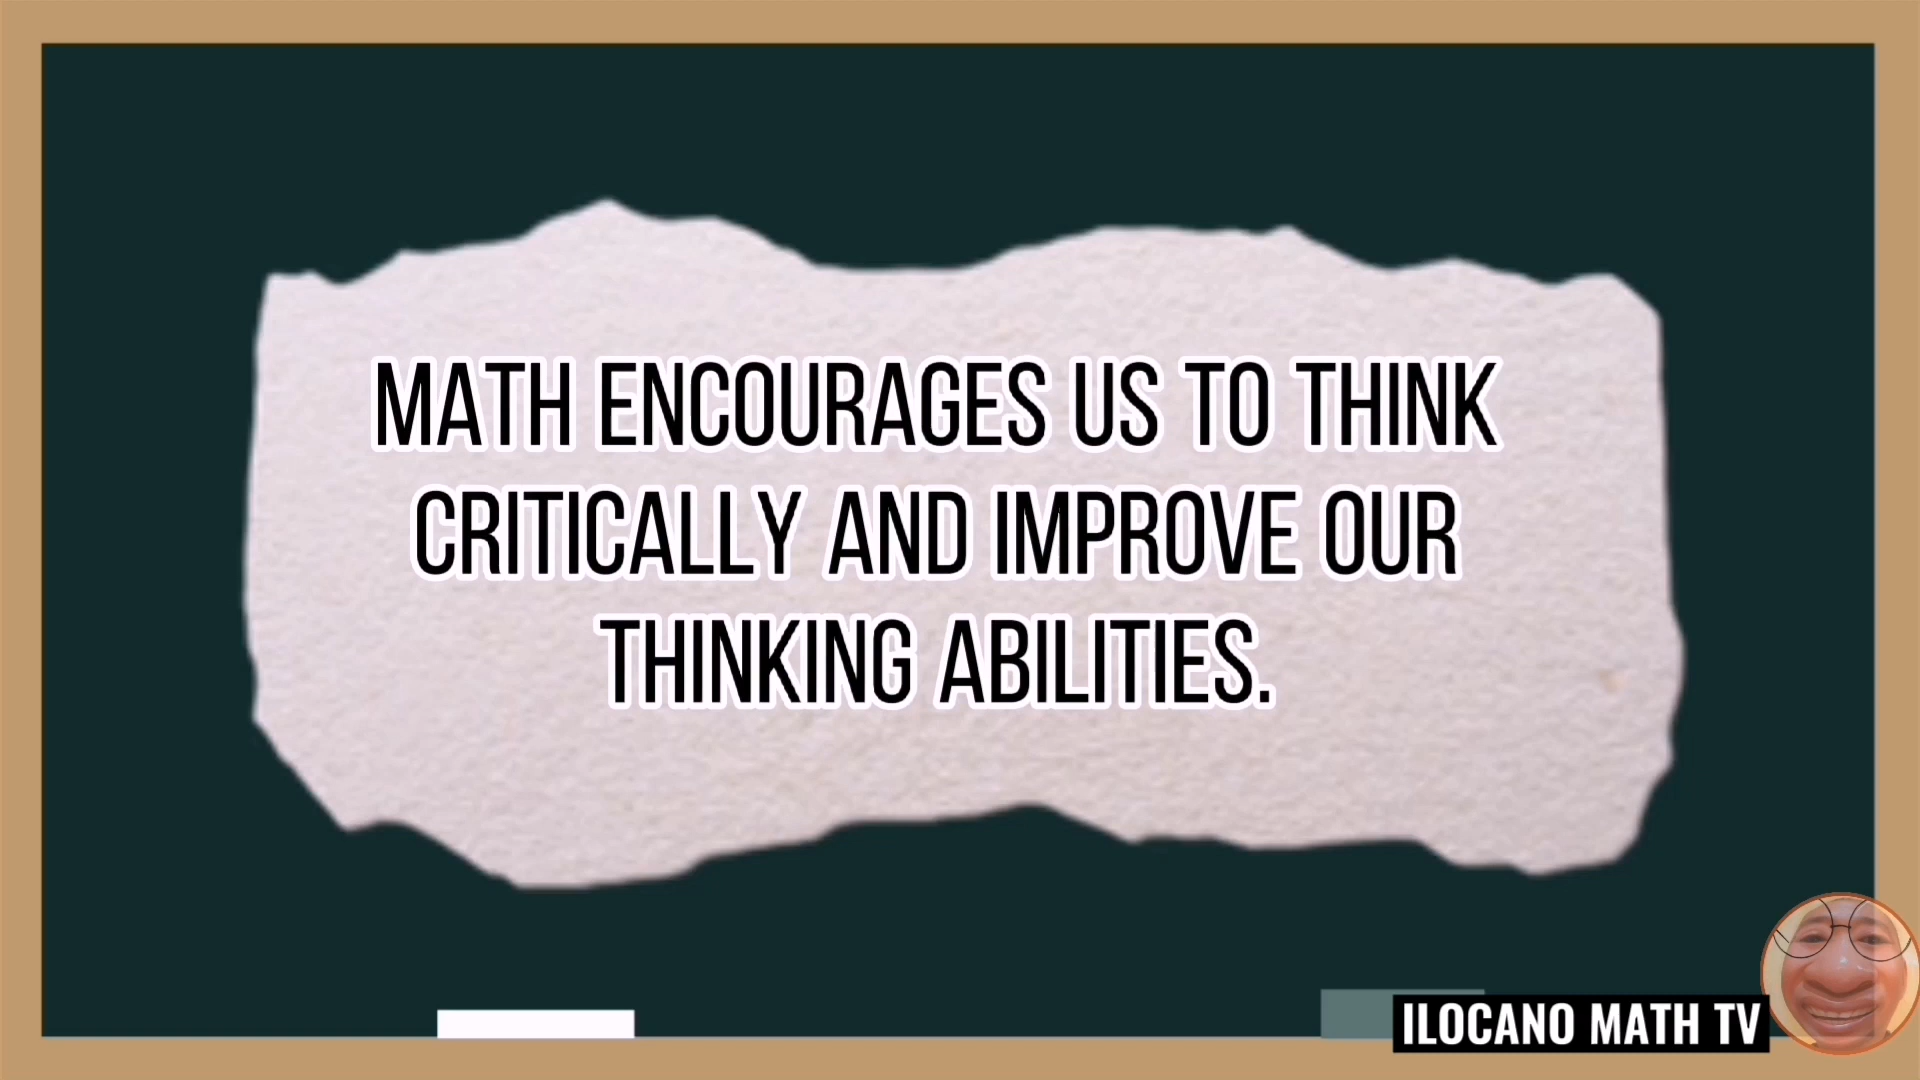 MATH ENCOURAGES US TO THINK
CRITICALLY AND IMPROVE OUR
THINKING ABILITIES.
ILOCANO MATH TV